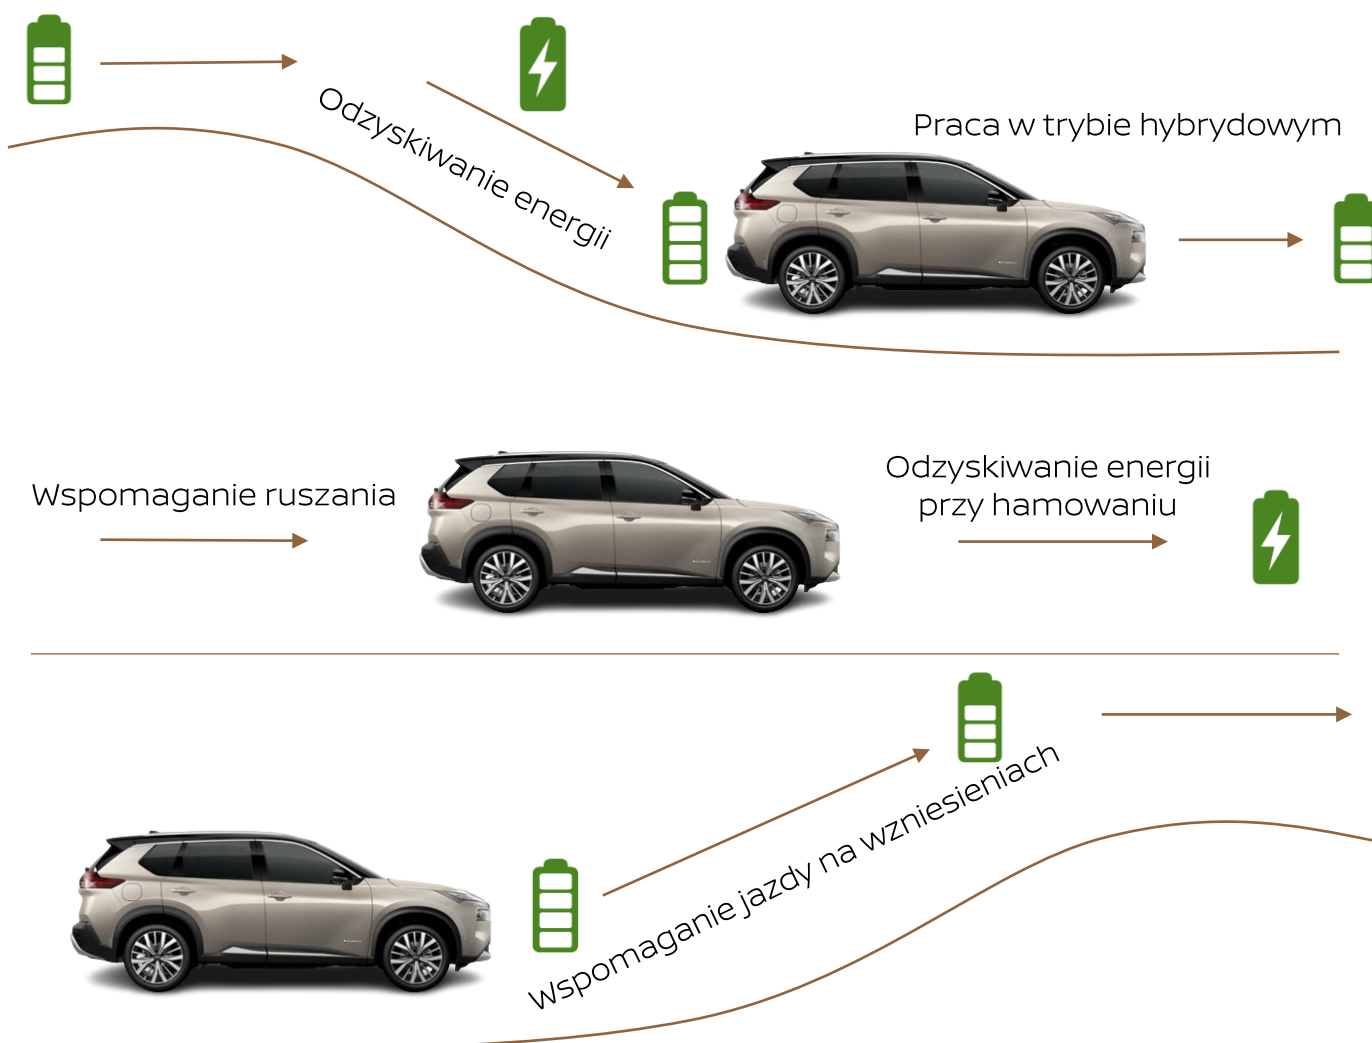 Odzyskiwanie energii
Praca w trybie hybrydowym
Wspomaganie ruszania
Odzyskiwanie energii
przy hamowaniu
Wspomaganie jazdy na wzniesieniach